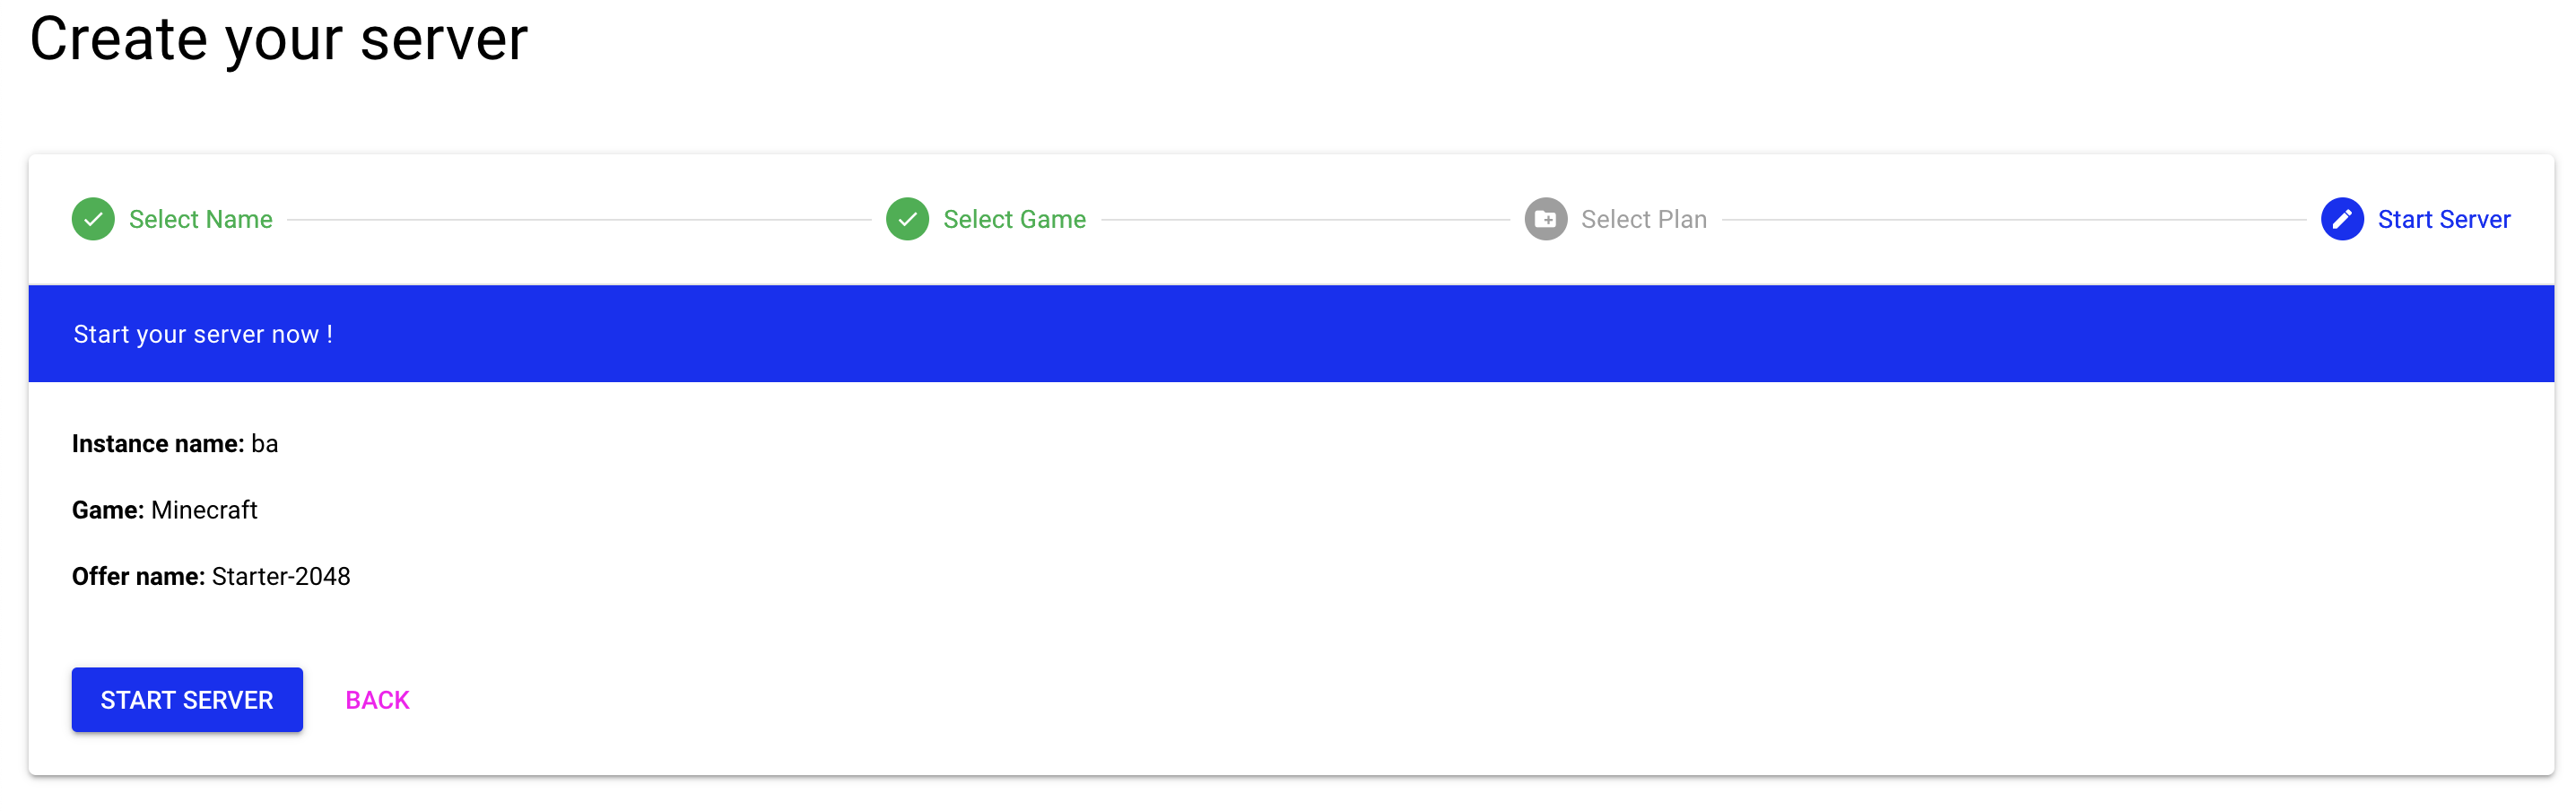 Create your server
Select Name
Select Game
Select Plan
Start Server
Start your server now !
Instance name: ba
Game: Minecraft
Offer name: Starter-2048
START SERVER
BACK